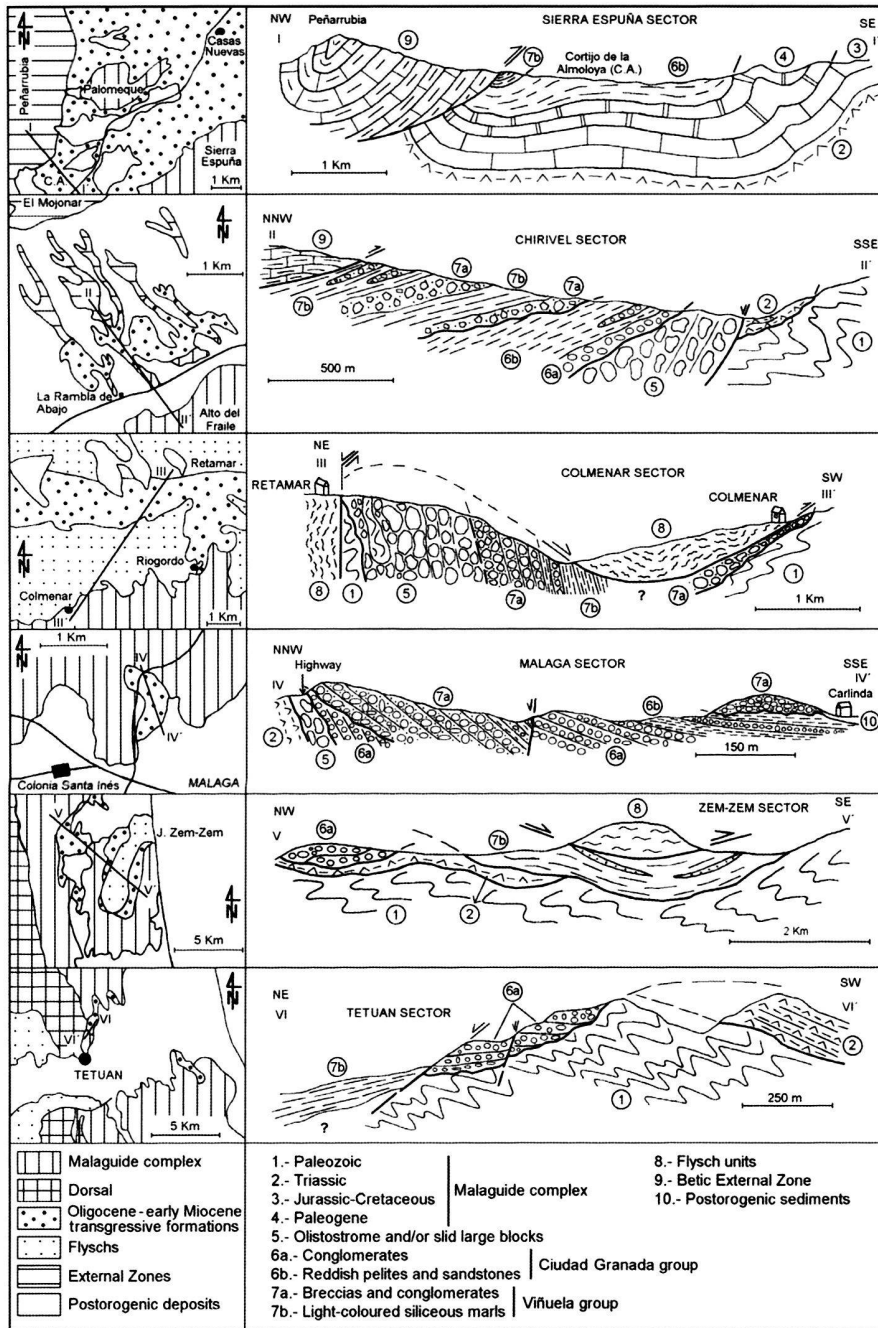 4
N
Casas
Nuevas
Peñarrubia
Palomeque
I
C.A.
I´
Sierra
Espuña
1 Km
NW
I
Peñarrubia
SIERRA ESPUÑA SECTOR
SE
I´
9
7b
Cortijo de la
Almoloya (C.A.)
6b
4
3
2
1 Km
El Mojonar
4
N
1 Km
II
La Rambla de
Abajo
II´
Alto del
Fraile
NNW
II
CHIRIVEL SECTOR
SSE
II´
9
7a
7b
7a
2
7b
6b
6a
5
1
500 m
III
Retamar
4
N
Riogordo
Colmenar
III´
1 Km
NE
III
RETAMAR
COLMENAR SECTOR
COLMENAR
SW
III´
8
8
1
5
7a
7b
?
7a
1
1 Km
1 Km
4
N
IV
IV´
Colonia Santa Inés
MALAGA
NNW
IV
Highway
MALAGA SECTOR
SSE
IV´
Carlinda
7a
6b
7a
10
2
5
6a
6a
150 m
V
J. Zem-Zem
V´
4
N
5 Km
NW
V
ZEM-ZEM SECTOR
SE
V´
6a
7b
8
1
2
2 Km
4
N
VI
VI´
TETUAN
5 Km
NE
VI
TETUAN SECTOR
SW
VI´
6a
7b
?
1
2
250 m
Malaguide complex
Dorsal
Oligocene-early Miocene
transgressive formations
Flyschs
External Zones
Postorogenic deposits
1.- Paleozoic
2.- Triassic
3.- Jurassic-Cretaceous
4.- Paleogene
Malaguide complex
5.- Olistostrome and/or slid large blocks
6a.- Conglomerates
6b.- Reddish pelites and sandstones
Ciudad Granada group
7a.- Breccias and conglomerates
7b.- Light-coloured siliceous marls
Viñuela group
8.- Flysch units
9.- Betic External Zone
10.- Postorogenic sediments